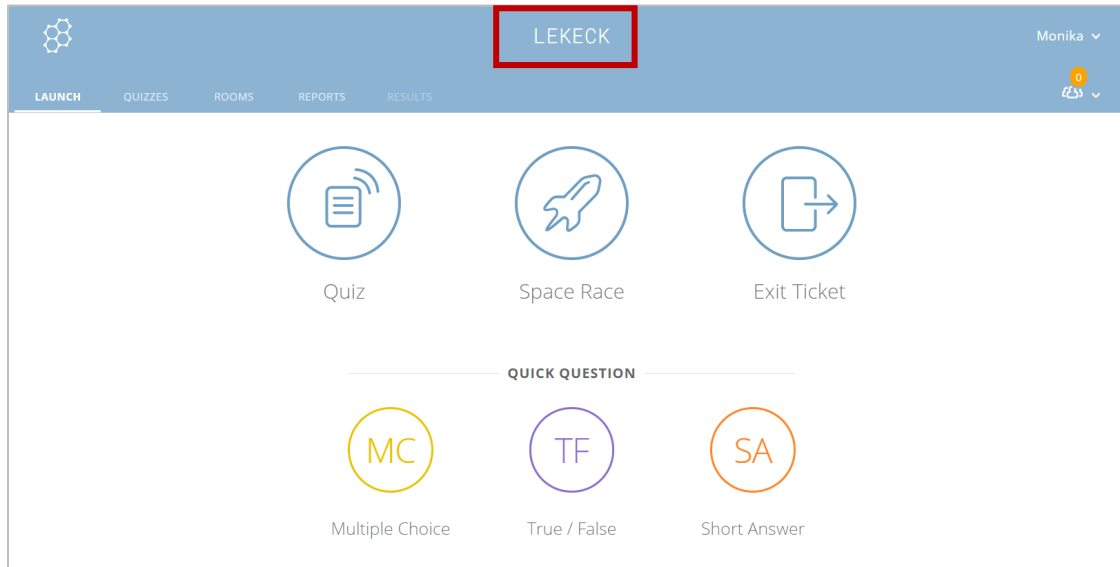 LEKECK
Monika
0
LAUNCH QUIZZES ROOMS REPORTS RESULTS
Quiz Space Race Exit Ticket
QUICK QUESTION
MC TF SA
Multiple Choice True / False Short Answer